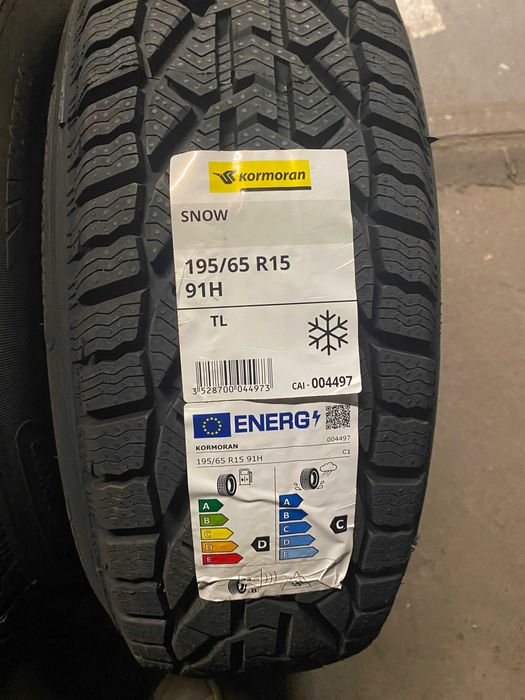 Kormoran
SNOW
195/65 R15
91H
TL
3 528700 044973
CAI - 004497
ENERG
KORMORAN
004497
195/65 R15 91H
C1
A
A
B
B
C
C
C
D
D
D
E
E